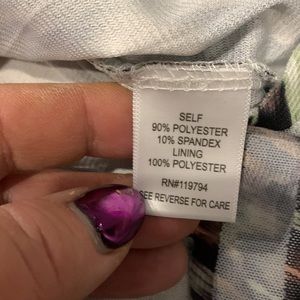 SELF
90% POLYESTER
10% SPANDEX
LINING
100% POLYESTER
RN#119794
SEE REVERSE FOR CARE